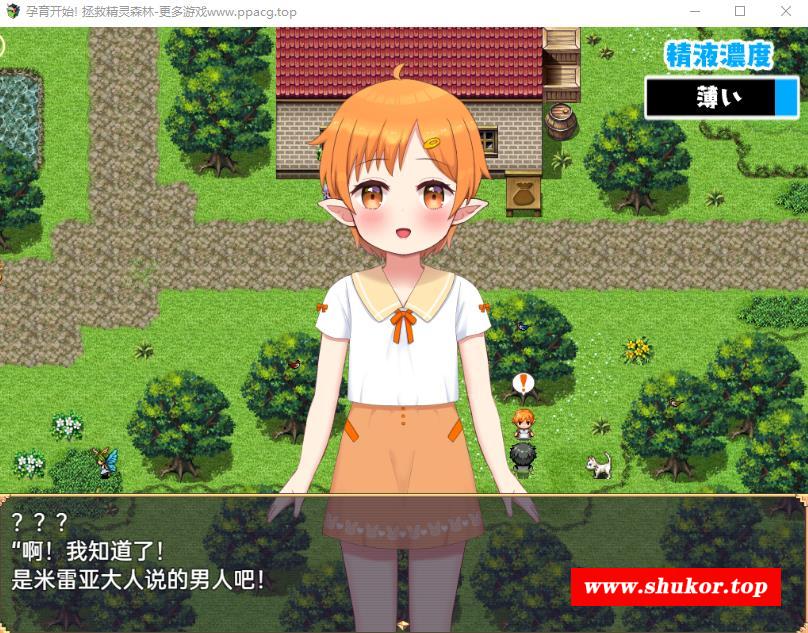 孕育开始! 拯救精灵森林-更多游戏www.ppacg.top
精液濃度
薄い
？？？
“啊！我知道了！
是米雷亚大人说的男人吧！
www.shukor.top